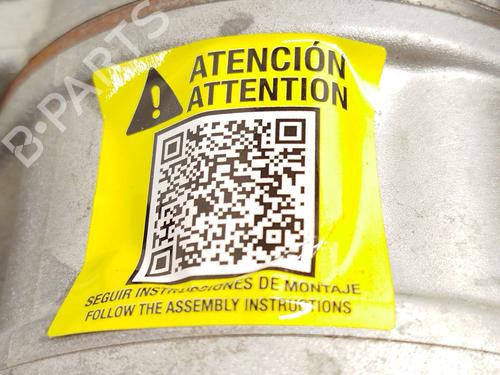 B-PARTS
ATENCIÓN
ATTENTION
SEGUIR INSTRUCCIONES DE MONTAJE
FOLLOW THE ASSEMBLY INSTRUCTIONS